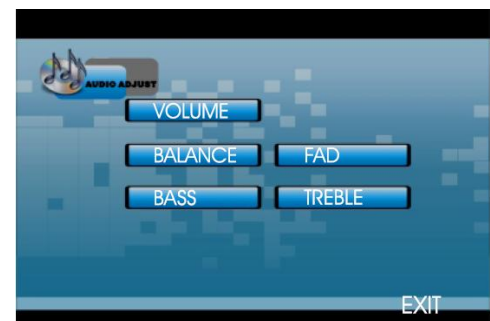 AUDIO ADJUST
VOLUME
BALANCE FAD
BASS TREBLE
EXIT